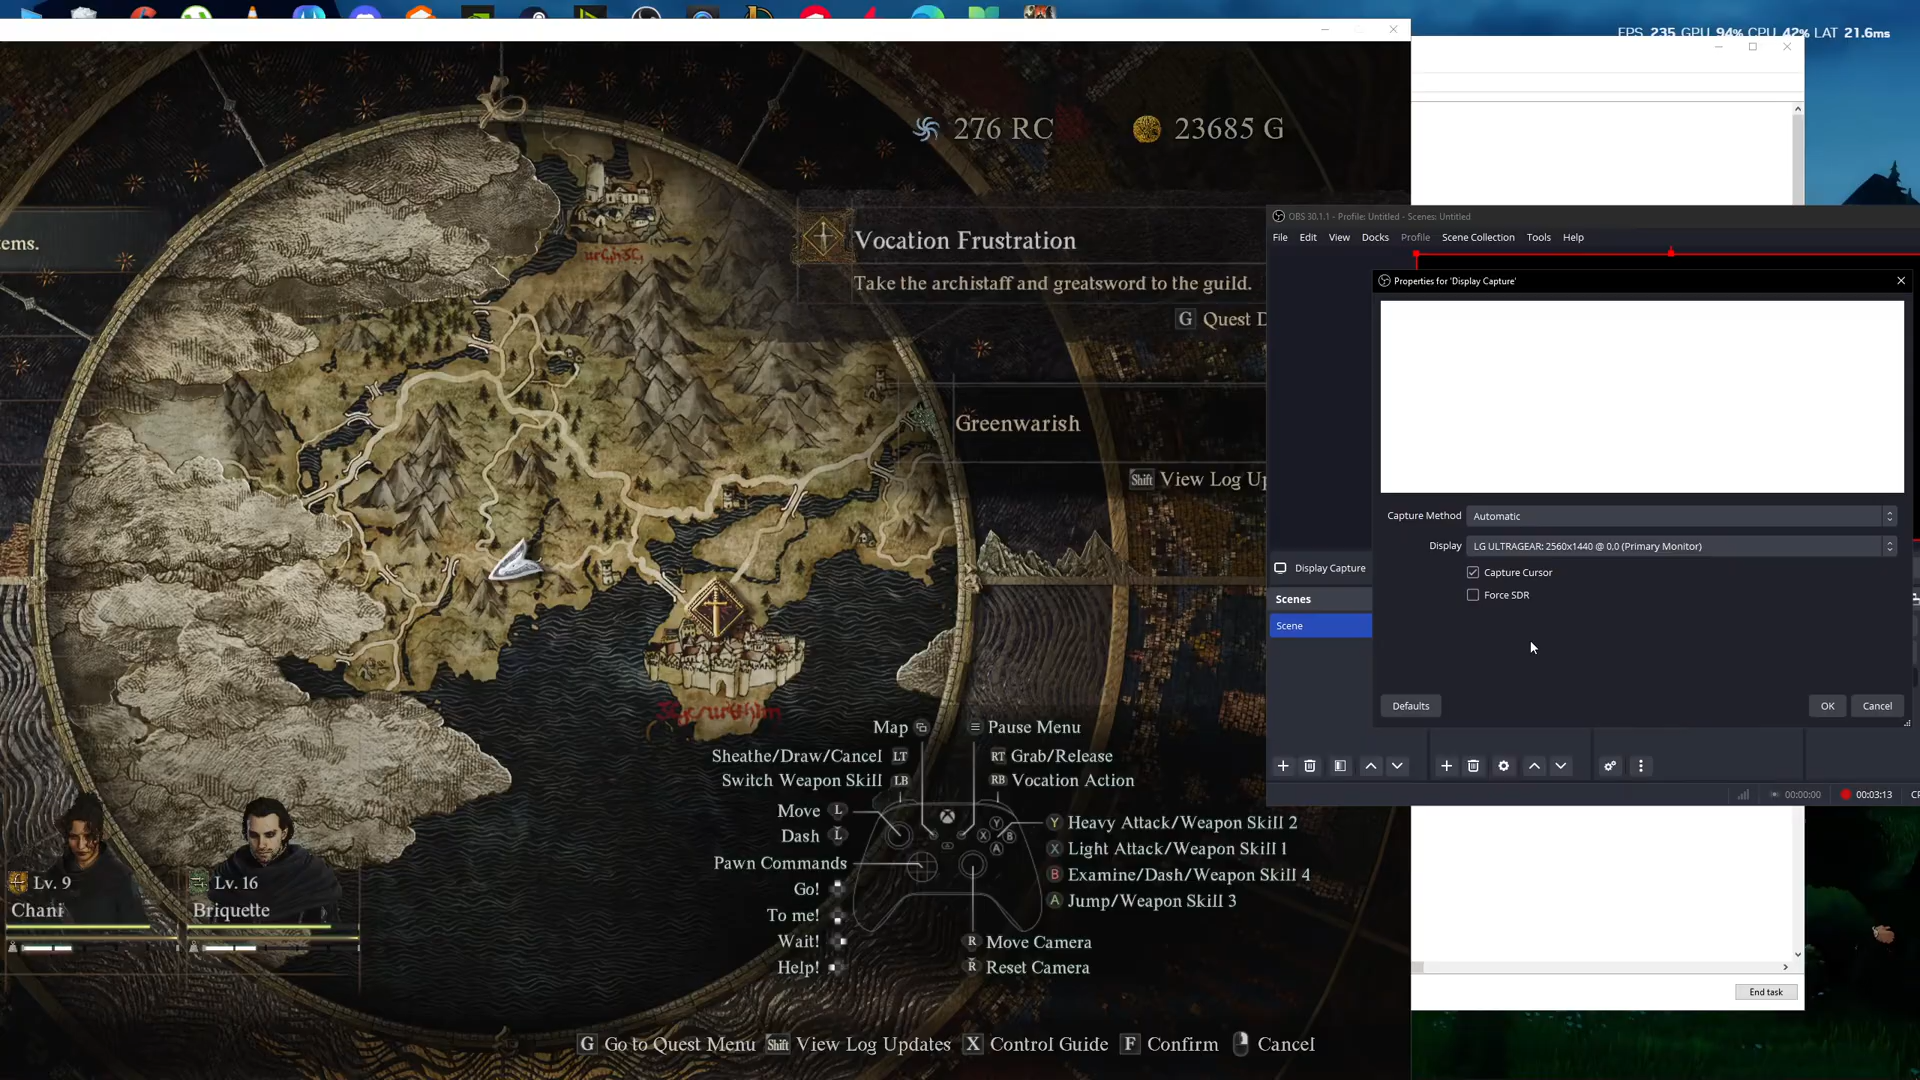 FPS 235 GPU 94% CPU 42% LAT 21.6ms
276 RC
23685 G
tems.
Vocation Frustration
Take the archistaff and greatsword to the guild.
G Quest D
Greenwarish
Shift View Log Up
Map
Pause Menu
Sheathe/Draw/Cancel LT
RT Grab/Release
Switch Weapon Skill LB
RB Vocation Action
Move L
Dash L
Pawn Commands
Go!
To me!
Wait!
Help!
Y Heavy Attack/Weapon Skill 2
X Light Attack/Weapon Skill 1
B Examine/Dash/Weapon Skill 4
A Jump/Weapon Skill 3
R Move Camera
R Reset Camera
Lv. 9
Chani
Lv. 16
Briquette
G Go to Quest Menu Shift View Log Updates X Control Guide F Confirm Cancel
OBS 30.1.1 - Profile: Untitled - Scenes: Untitled
File Edit View Docks Profile Scene Collection Tools Help
Properties for 'Display Capture'
Capture Method Automatic
Display LG ULTRAGEAR: 2560x1440 @ 0,0 (Primary Monitor)
Capture Cursor
Force SDR
Defaults
OK
Cancel
Display Capture
Scenes
Scene
00:00:00
00:03:13
CP
End task